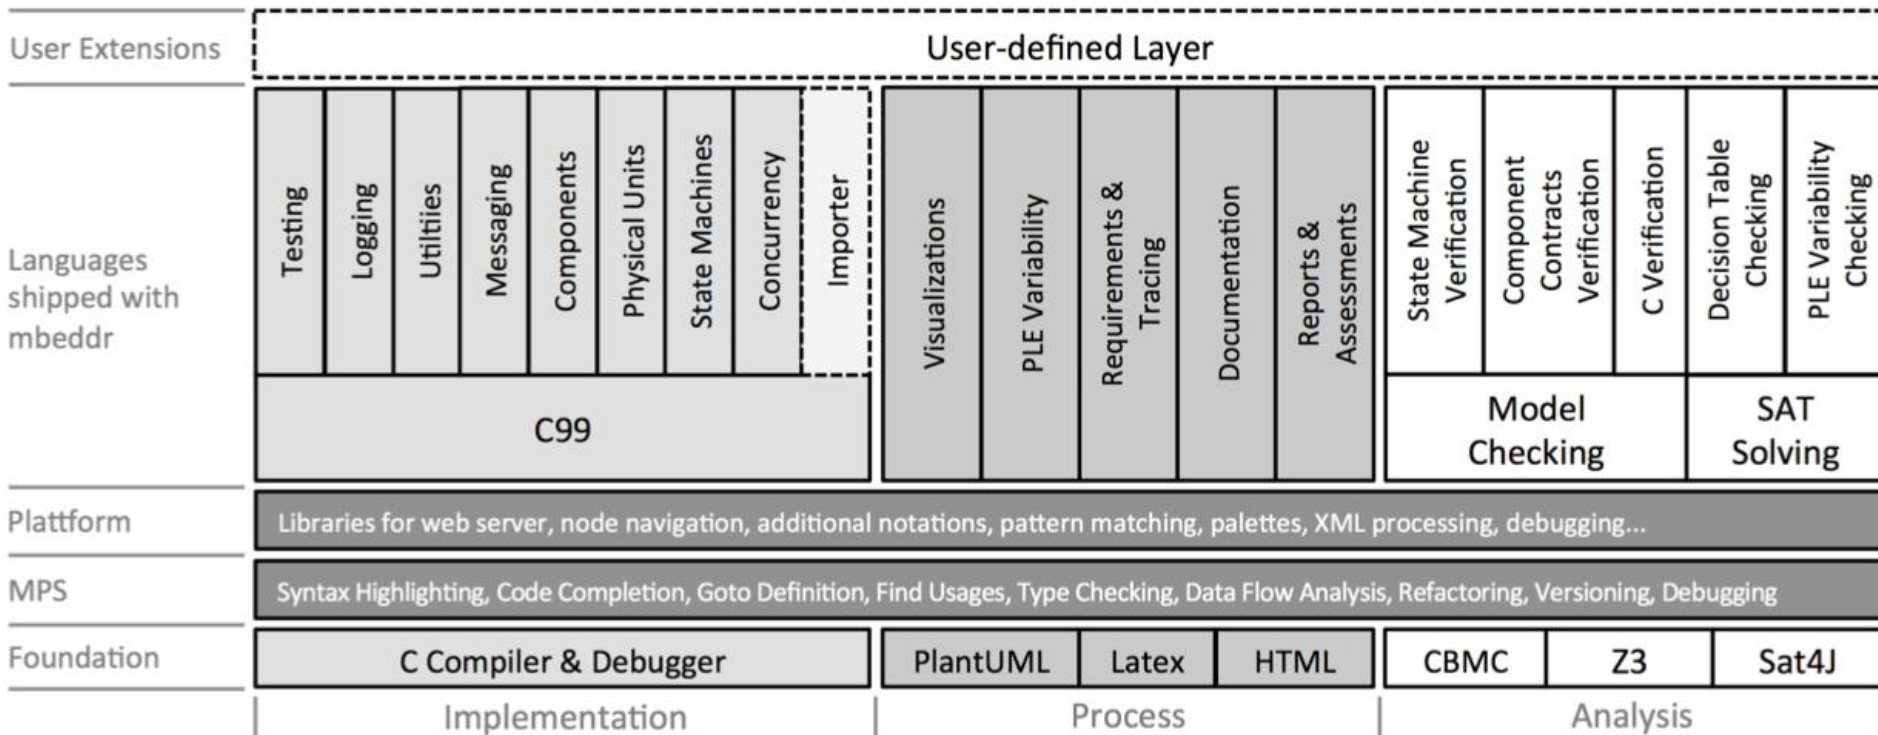 User Extensions
User-defined Layer
Languages
shipped with
mbeddr
Testing
Logging
Utilities
Messaging
Components
Physical Units
State Machines
Concurrency
Importer
C99
Visualizations
PLE Variability
Requirements &
Tracing
Documentation
Reports &
Assessments
State Machine
Verification
Component
Contracts
Verification
C Verification
Decision Table
Checking
PLE Variability
Checking
Model
Checking
SAT
Solving
Plattform
Libraries for web server, node navigation, additional notations, pattern matching, palettes, XML processing, debugging...
MPS
Syntax Highlighting, Code Completion, Goto Definition, Find Usages, Type Checking, Data Flow Analysis, Refactoring, Versioning, Debugging
Foundation
C Compiler & Debugger
PlantUML
Latex
HTML
CBMC
Z3
Sat4J
Implementation
Process
Analysis